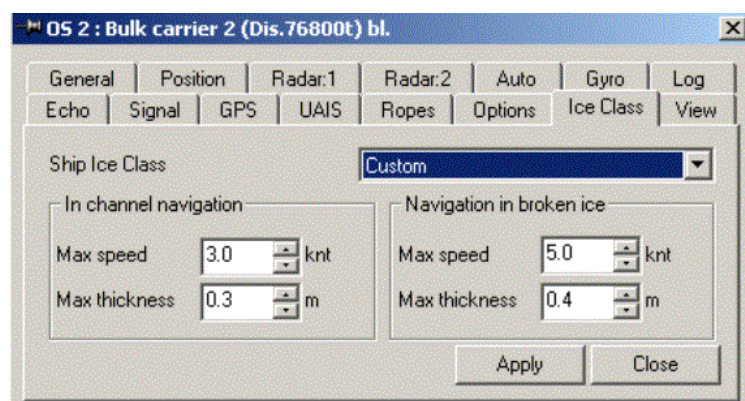 OS 2 : Bulk carrier 2 (Dis.76800t) bl.
General Position Radar:1 Radar:2 Auto Gyro Log
Echo Signal GPS UAIS Ropes Options Ice Class View
Ship Ice Class Custom
In channel navigation Navigation in broken ice
Max speed 3.0 knt Max speed 5.0 knt
Max thickness 0.3 m Max thickness 0.4 m
Apply Close